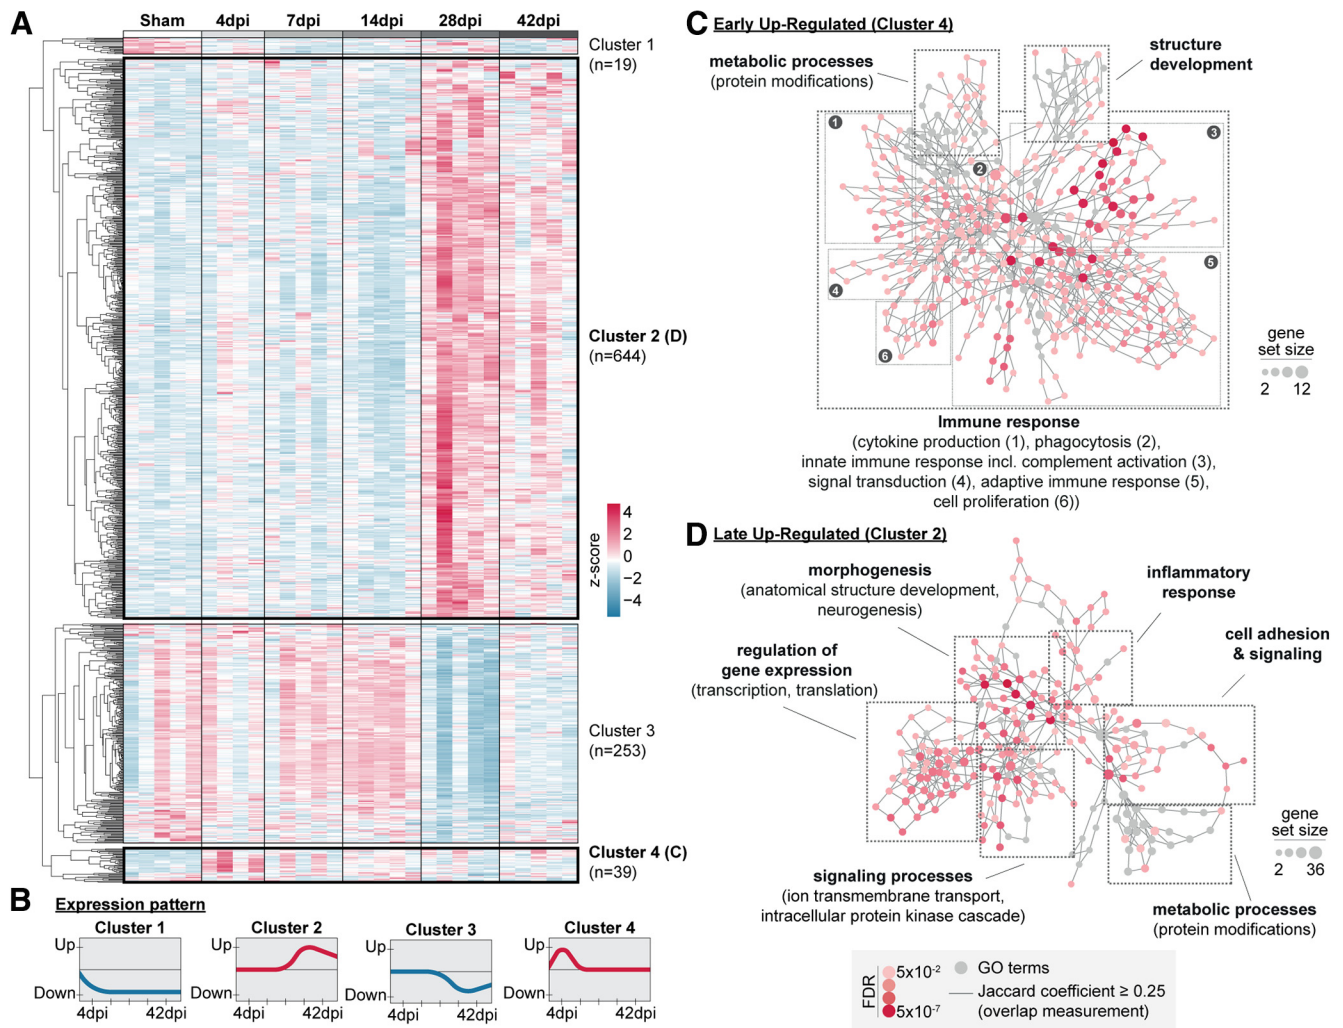 A
Sham 4dpi 7dpi 14dpi 28dpi 42dpi
Cluster 1
(n=19)
Cluster 2 (D)
(n=644)
z-score
4
2
0
−2
−4
Cluster 3
(n=253)
Cluster 4 (C)
(n=39)
B Expression pattern
Cluster 1 Cluster 2 Cluster 3 Cluster 4
Up Up Up Up
Down Down Down Down
4dpi 42dpi 4dpi 42dpi 4dpi 42dpi 4dpi 42dpi
C Early Up-Regulated (Cluster 4)
metabolic processes
(protein modifications)
structure
development
1
2
3
4
5
6
gene
set size
2 12
Immune response
(cytokine production (1), phagocytosis (2),
innate immune response incl. complement activation (3),
signal transduction (4), adaptive immune response (5),
cell proliferation (6))
D Late Up-Regulated (Cluster 2)
morphogenesis
(anatomical structure development,
neurogenesis)
inflammatory
response
regulation of
gene expression
(transcription, translation)
cell adhesion
& signaling
gene
set size
2 36
signaling processes
(ion transmembrane transport,
intracellular protein kinase cascade)
metabolic processes
(protein modifications)
FDR
5x10⁻²
5x10⁻⁷
GO terms
Jaccard coefficient ≥ 0.25
(overlap measurement)